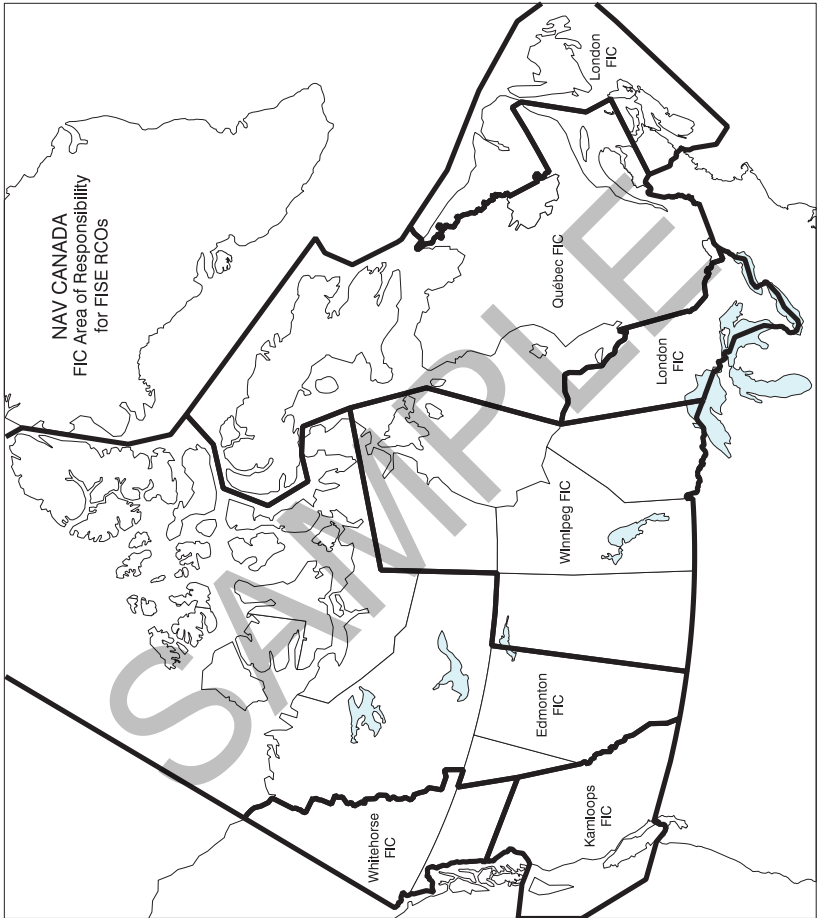 NAV CANADA
FIC Area of Responsibility
for FISE RCOs
London
FIC
Québec FIC
London
FIC
Winnipeg FIC
Edmonton
FIC
Kamloops
FIC
Whitehorse
FIC
SAMPLE